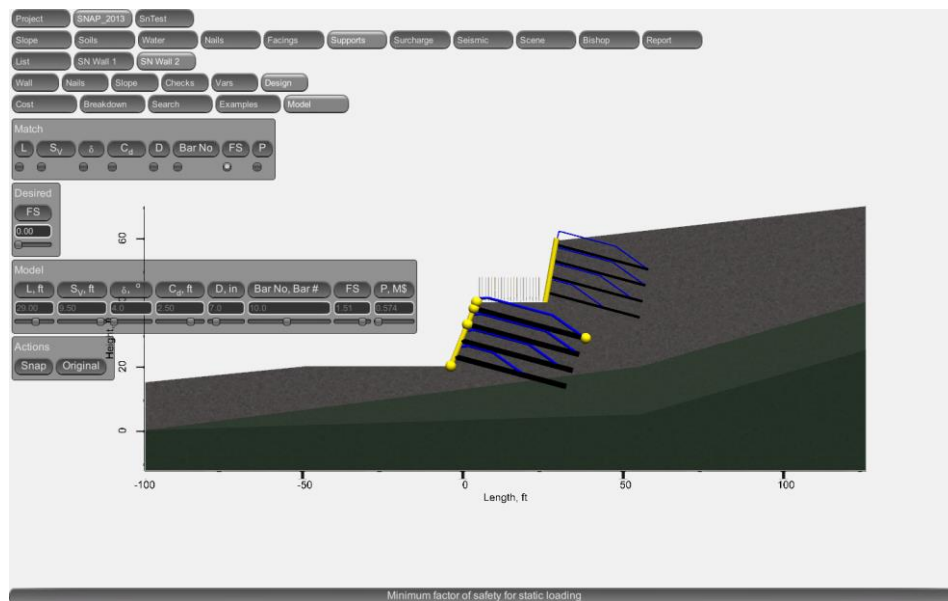 Project SNAP_2013 SnTest
Slope Soils Water Nails Facings Supports Surcharge Seismic Scene Bishop Report
List SN Wall 1 SN Wall 2
Wall Nails Slope Checks Vars Design
Cost Breakdown Search Examples Model
Match
L SV δ Cd D Bar No FS P
Desired
FS
0.00
Model
L, ft SV, ft δ, ° Cd, ft D, in Bar No, Bar # FS P, M$
29.00 9.50 4.0 2.50 7.0 10.0 1.51 0.574
Actions
Snap Original
60
20
0
Height,
-100 -50 0 50 100
Length, ft
Minimum factor of safety for static loading